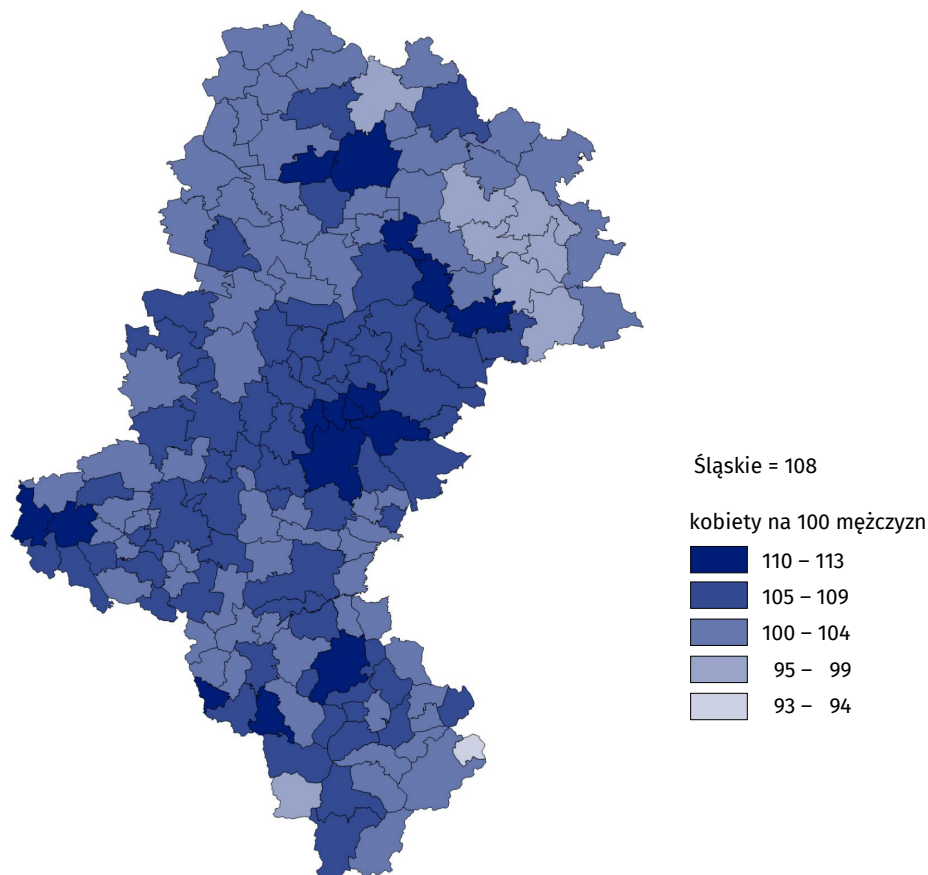 Śląskie = 108
kobiety na 100 mężczyzn
110 – 113
105 – 109
100 – 104
95 – 99
93 – 94